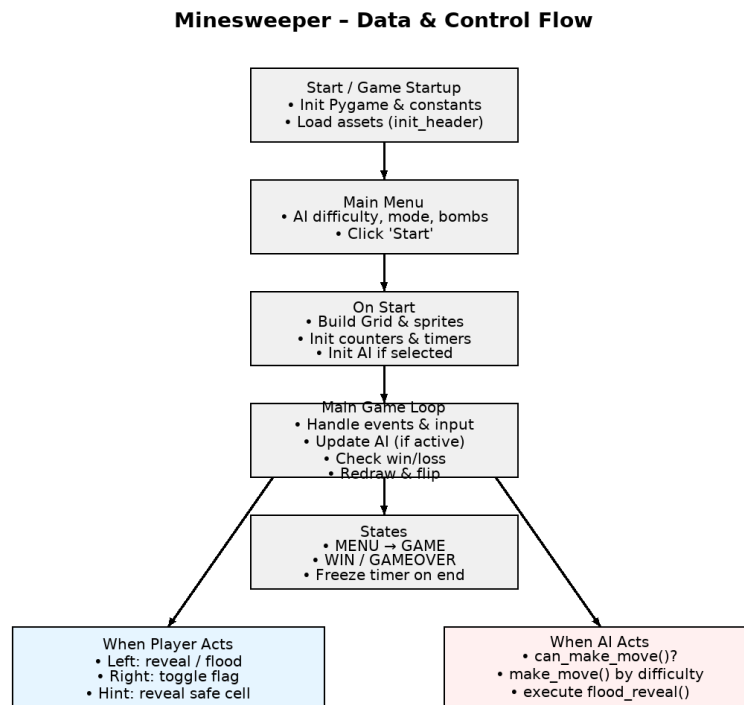 Minesweeper – Data & Control Flow
Start / Game Startup
• Init Pygame & constants
• Load assets (init_header)
Main Menu
• AI difficulty, mode, bombs
• Click 'Start'
On Start
• Build Grid & sprites
• Init counters & timers
• Init AI if selected
Main Game Loop
• Handle events & input
• Update AI (if active)
• Check win/loss
• Redraw & flip
States
• MENU → GAME
• WIN / GAMEOVER
• Freeze timer on end
When Player Acts
• Left: reveal / flood
• Right: toggle flag
• Hint: reveal safe cell
When AI Acts
• can_make_move()?
• make_move() by difficulty
• execute flood_reveal()